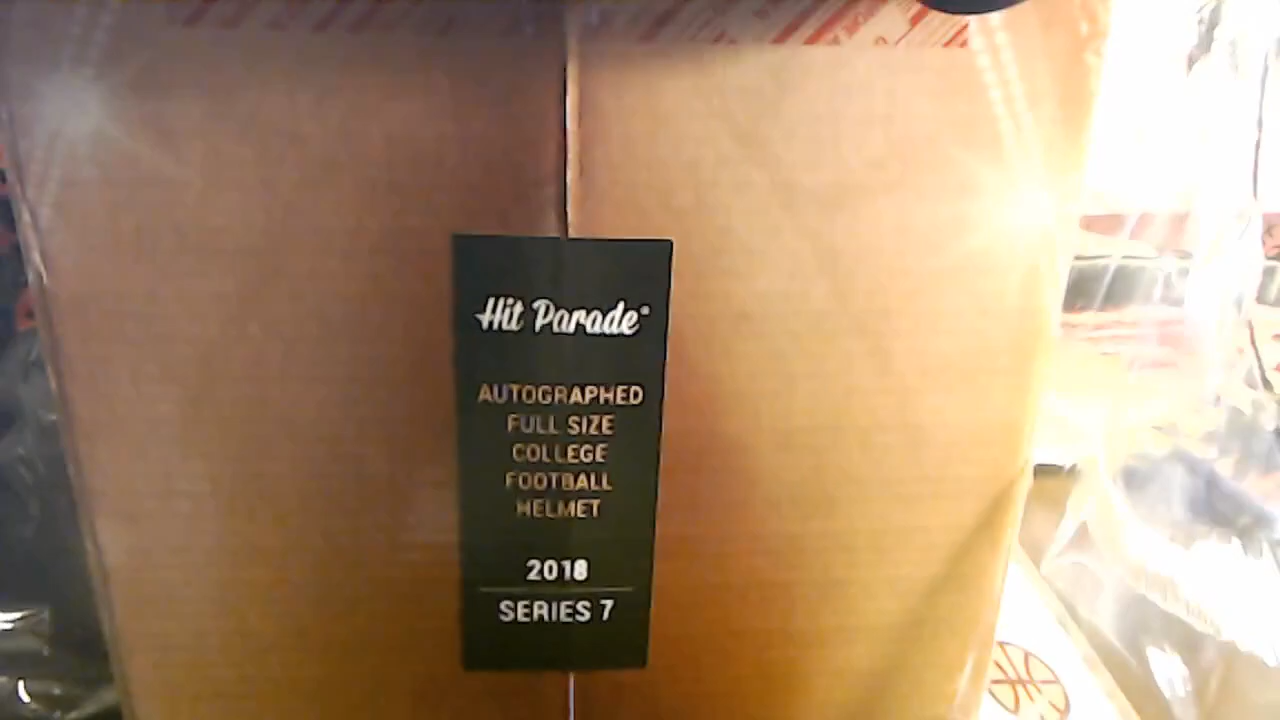 Hit Parade
AUTOGRAPHED
FULL SIZE
COLLEGE
FOOTBALL
HELMET
2018
SERIES 7